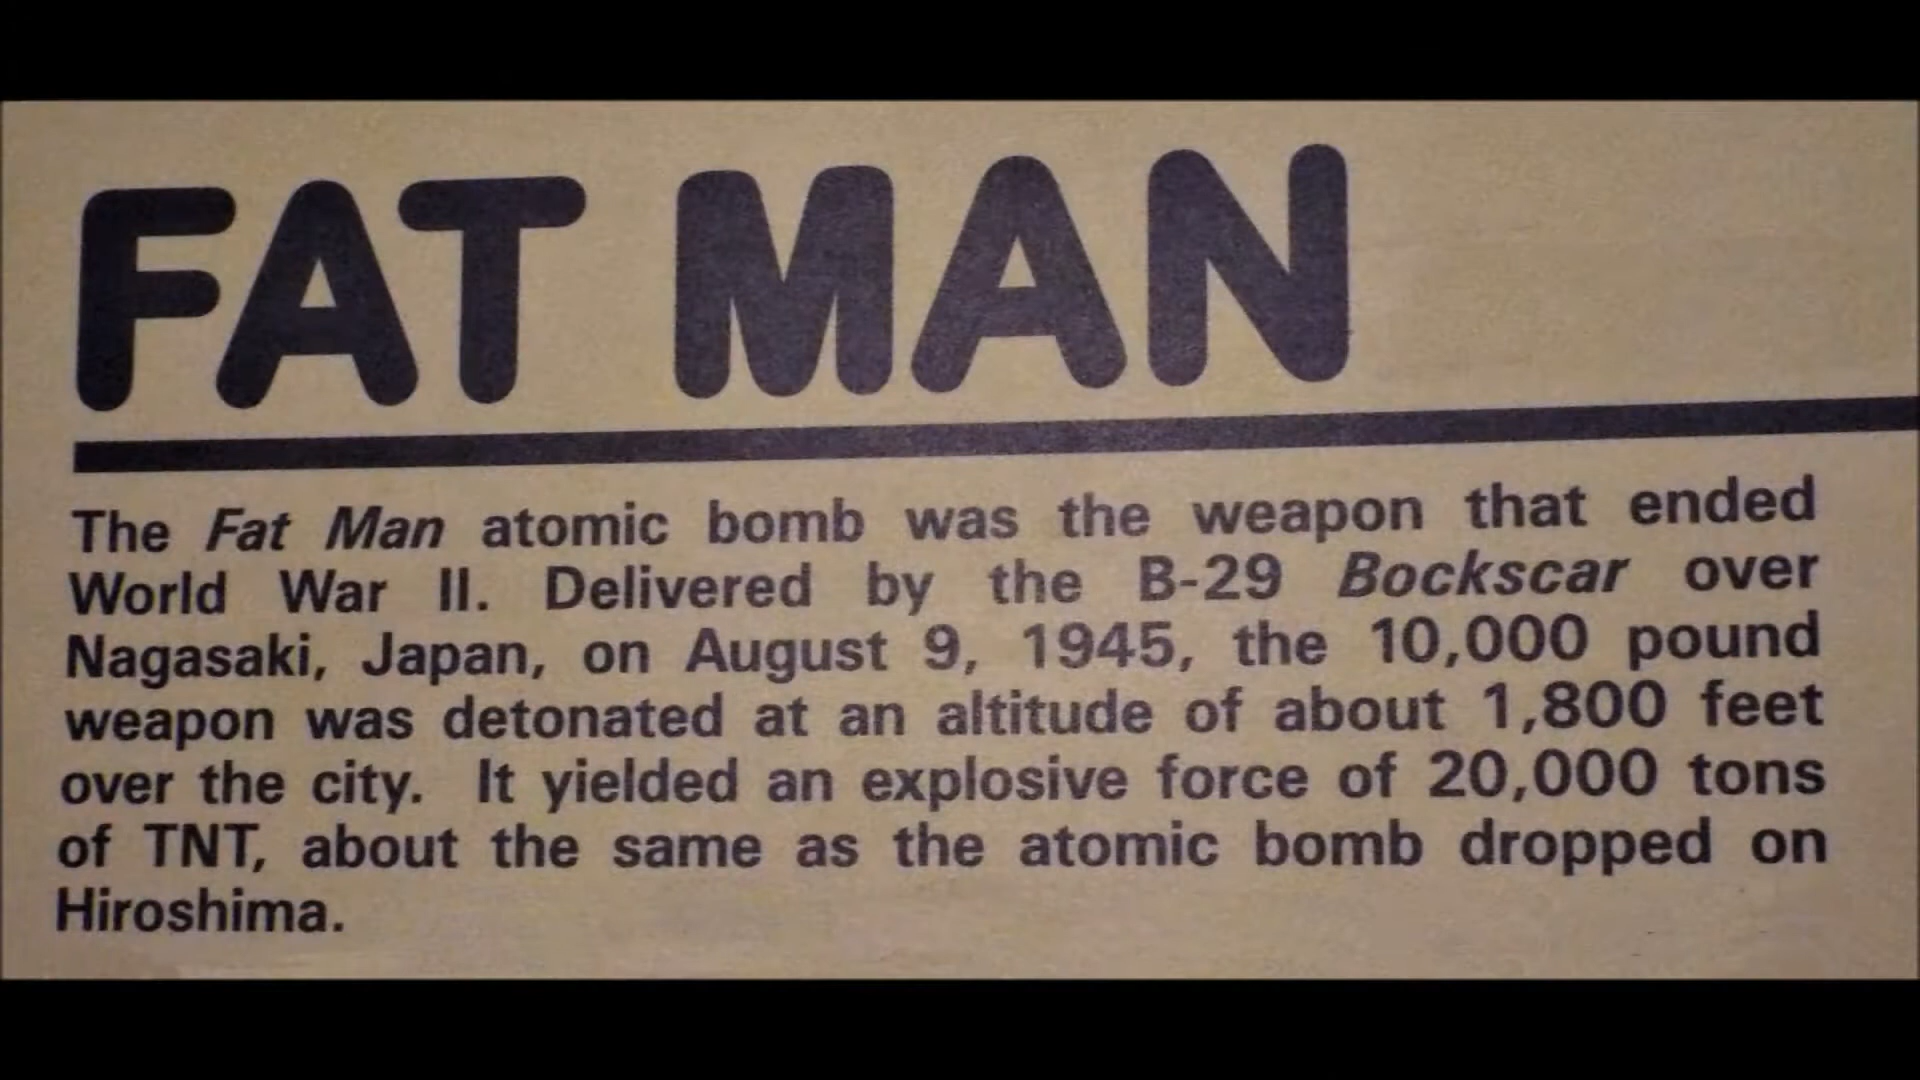 FAT MAN
The Fat Man atomic bomb was the weapon that ended
World War II. Delivered by the B-29 Bockscar over
Nagasaki, Japan, on August 9, 1945, the 10,000 pound
weapon was detonated at an altitude of about 1,800 feet
over the city. It yielded an explosive force of 20,000 tons
of TNT, about the same as the atomic bomb dropped on
Hiroshima.